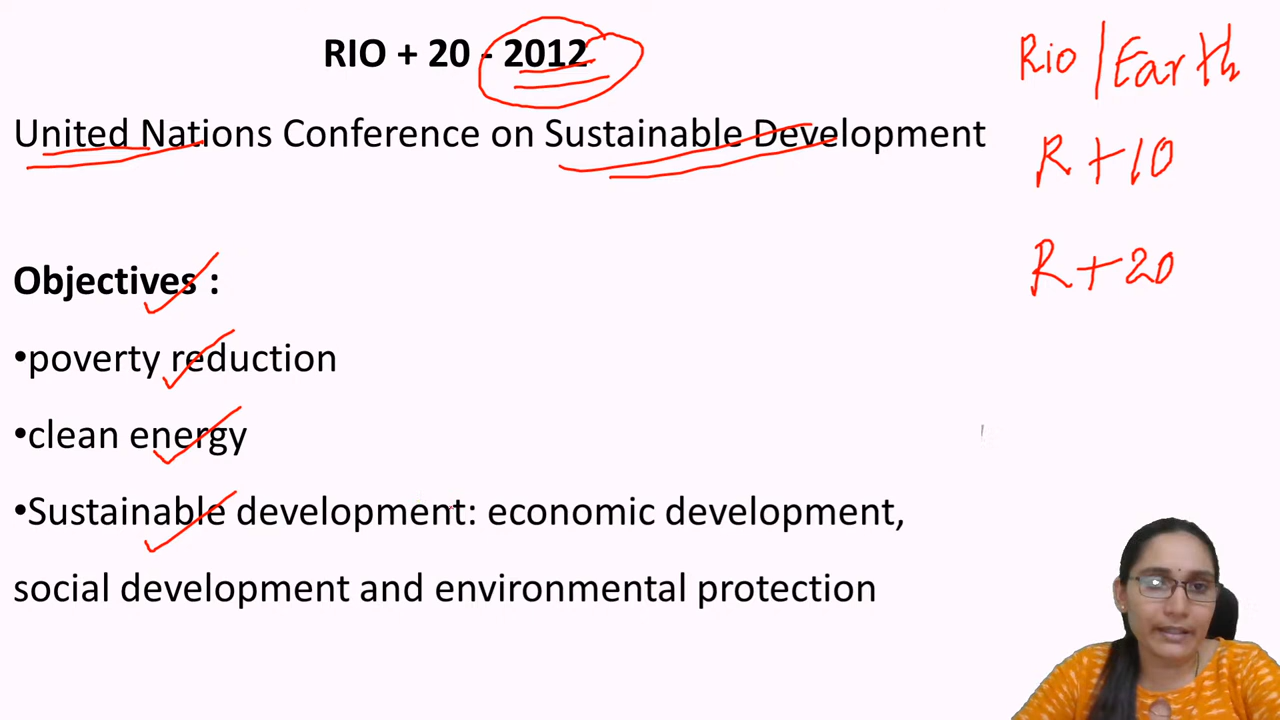 RIO + 20 - 2012
Rio / Earth
United Nations Conference on Sustainable Development
R + 10
R + 20
Objectives :
•poverty reduction
•clean energy
•Sustainable development: economic development,
social development and environmental protection